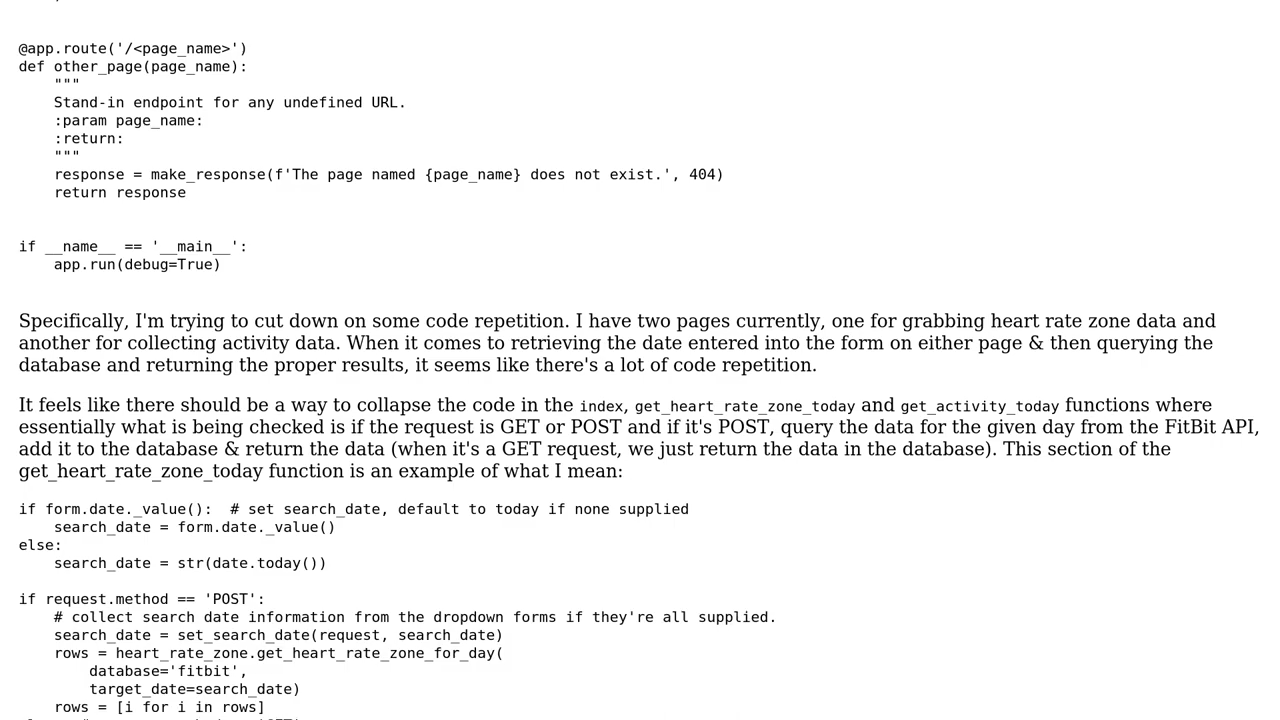 @app.route('/<page_name>')
def other_page(page_name):
    """
    Stand-in endpoint for any undefined URL.
    :param page_name:
    :return:
    """
    response = make_response(f'The page named {page_name} does not exist.', 404)
    return response
if __name__ == '__main__':
    app.run(debug=True)
Specifically, I'm trying to cut down on some code repetition. I have two pages currently, one for grabbing heart rate zone data and
another for collecting activity data. When it comes to retrieving the date entered into the form on either page & then querying the
database and returning the proper results, it seems like there's a lot of code repetition.
It feels like there should be a way to collapse the code in the index, get_heart_rate_zone_today and get_activity_today functions where
essentially what is being checked is if the request is GET or POST and if it's POST, query the data for the given day from the FitBit API,
add it to the database & return the data (when it's a GET request, we just return the data in the database). This section of the
get_heart_rate_zone_today function is an example of what I mean:
if form.date._value():  # set search_date, default to today if none supplied
    search_date = form.date._value()
else:
    search_date = str(date.today())
if request.method == 'POST':
    # collect search date information from the dropdown forms if they're all supplied.
    search_date = set_search_date(request, search_date)
    rows = heart_rate_zone.get_heart_rate_zone_for_day(
        database='fitbit',
        target_date=search_date)
    rows = [i for i in rows]